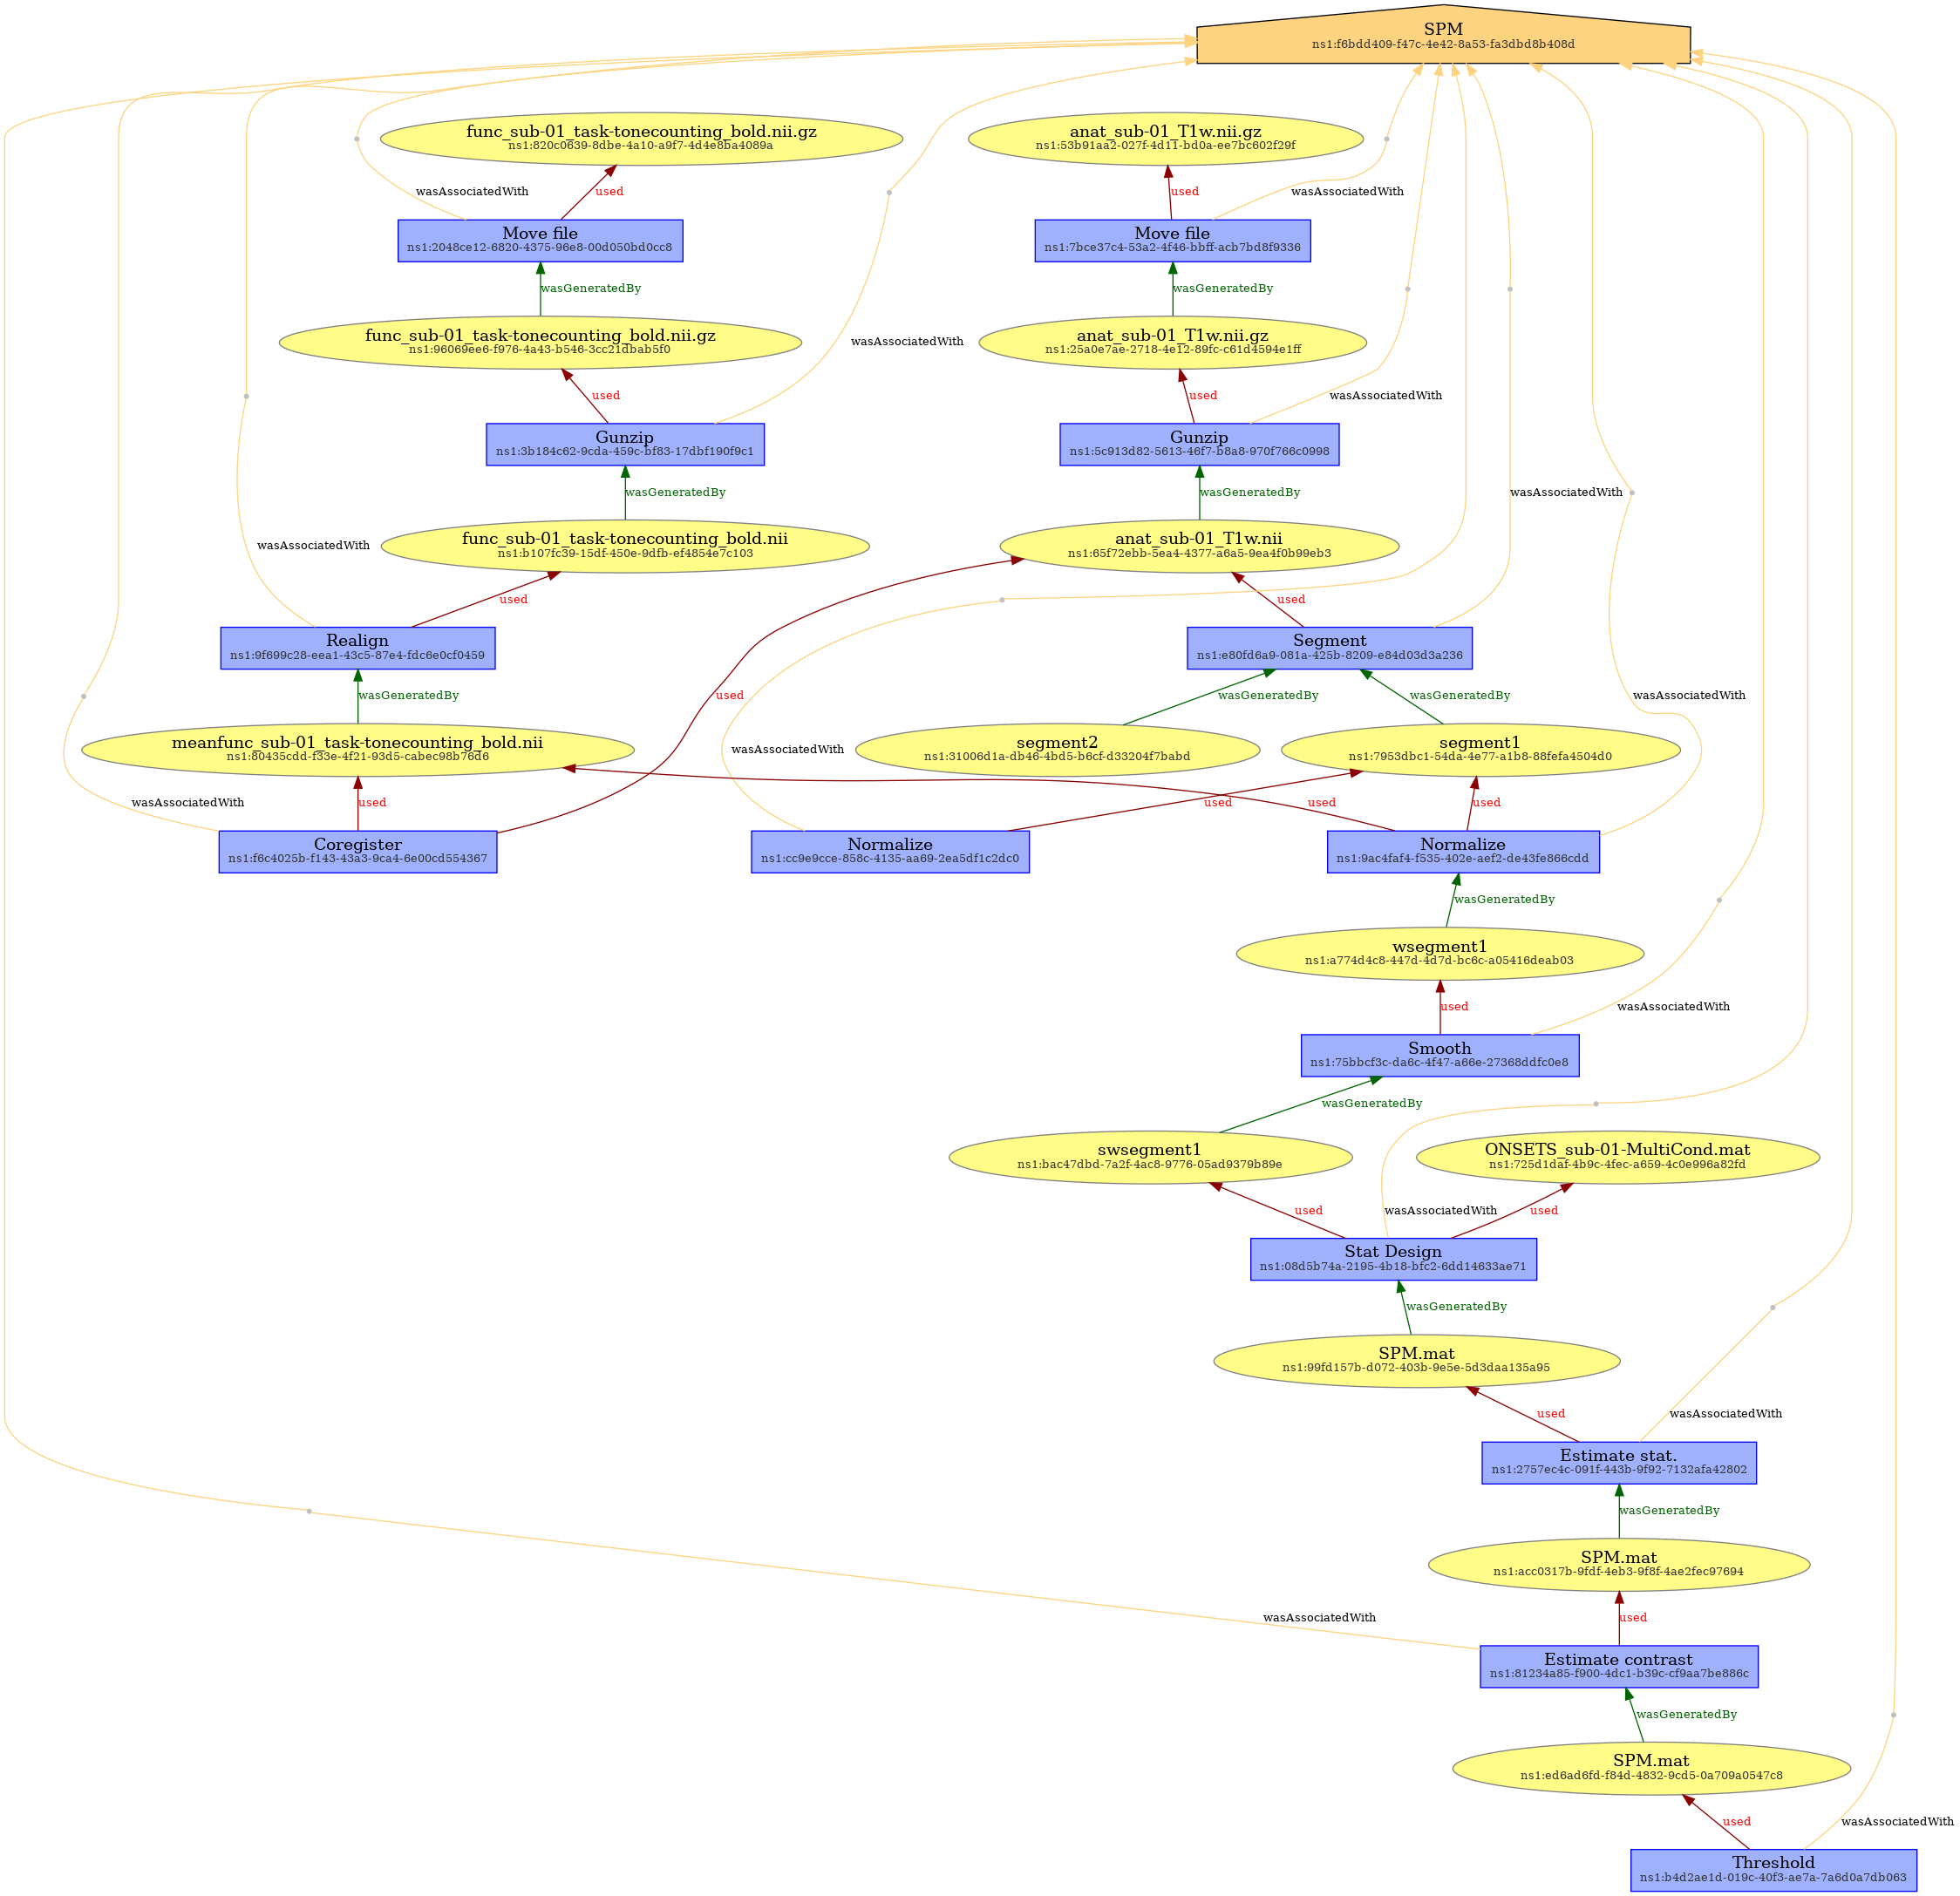 SPM
ns1:f6bdd409-f47c-4e42-8a53-fa3dbd8b408d
func_sub-01_task-tonecounting_bold.nii.gz
ns1:820c0639-8dbe-4a10-a9f7-4d4e8ba4089a
anat_sub-01_T1w.nii.gz
ns1:53b91aa2-027f-4d11-bd0a-ee7bc602f29f
wasAssociatedWith
used
used
wasAssociatedWith
Move file
ns1:2048ce12-6820-4375-96e8-00d050bd0cc8
Move file
ns1:7bce37c4-53a2-4f46-bbff-acb7bd8f9336
wasGeneratedBy
wasGeneratedBy
func_sub-01_task-tonecounting_bold.nii.gz
ns1:96069ee6-f976-4a43-b546-3cc21dbab5f0
wasAssociatedWith
anat_sub-01_T1w.nii.gz
ns1:25a0e7ae-2718-4e12-89fc-c61d4594e1ff
used
used
wasAssociatedWith
Gunzip
ns1:3b184c62-9cda-459c-bf83-17dbf190f9c1
Gunzip
ns1:5c913d82-5613-46f7-b8a8-970f766c0998
wasGeneratedBy
wasGeneratedBy
wasAssociatedWith
wasAssociatedWith
func_sub-01_task-tonecounting_bold.nii
ns1:b107fc39-15df-450e-9dfb-ef4854e7c103
anat_sub-01_T1w.nii
ns1:65f72ebb-5ea4-4377-a6a5-9ea4f0b99eb3
used
used
Realign
ns1:9f699c28-eea1-43c5-87e4-fdc6e0cf0459
Segment
ns1:e80fd6a9-081a-425b-8209-e84d03d3a236
wasGeneratedBy
used
wasGeneratedBy
wasGeneratedBy
wasAssociatedWith
meanfunc_sub-01_task-tonecounting_bold.nii
ns1:80435cdd-f33e-4f21-93d5-cabec98b76d6
wasAssociatedWith
segment2
ns1:31006d1a-db46-4bd5-b6cf-d33204f7babd
segment1
ns1:7953dbc1-54da-4e77-a1b8-88fefa4504d0
wasAssociatedWith
used
used
used
used
Coregister
ns1:f6c4025b-f143-43a3-9ca4-6e00cd554367
Normalize
ns1:cc9e9cce-858c-4135-aa69-2ea5df1c2dc0
Normalize
ns1:9ac4faf4-f535-402e-aef2-de43fe866cdd
wasGeneratedBy
wsegment1
ns1:a774d4c8-447d-4d7d-bc6c-a05416deab03
used
wasAssociatedWith
Smooth
ns1:75bbcf3c-da6c-4f47-a66e-27368ddfc0e8
wasGeneratedBy
swsegment1
ns1:bac47dbd-7a2f-4ac8-9776-05ad9379b89e
ONSETS_sub-01-MultiCond.mat
ns1:725d1daf-4b9c-4fec-a659-4c0e996a82fd
used
wasAssociatedWith
used
Stat Design
ns1:08d5b74a-2195-4b18-bfc2-6dd14633ae71
wasGeneratedBy
SPM.mat
ns1:99fd157b-d072-403b-9e5e-5d3daa135a95
used
wasAssociatedWith
Estimate stat.
ns1:2757ec4c-091f-443b-9f92-7132afa42802
wasGeneratedBy
SPM.mat
ns1:acc0317b-9fdf-4eb3-9f8f-4ae2fec97694
wasAssociatedWith
used
Estimate contrast
ns1:81234a85-f900-4dc1-b39c-cf9aa7be886c
wasGeneratedBy
SPM.mat
ns1:ed6ad6fd-f84d-4832-9cd5-0a709a0547c8
used
wasAssociatedWith
Threshold
ns1:b4d2ae1d-019c-40f3-ae7a-7a6d0a7db063